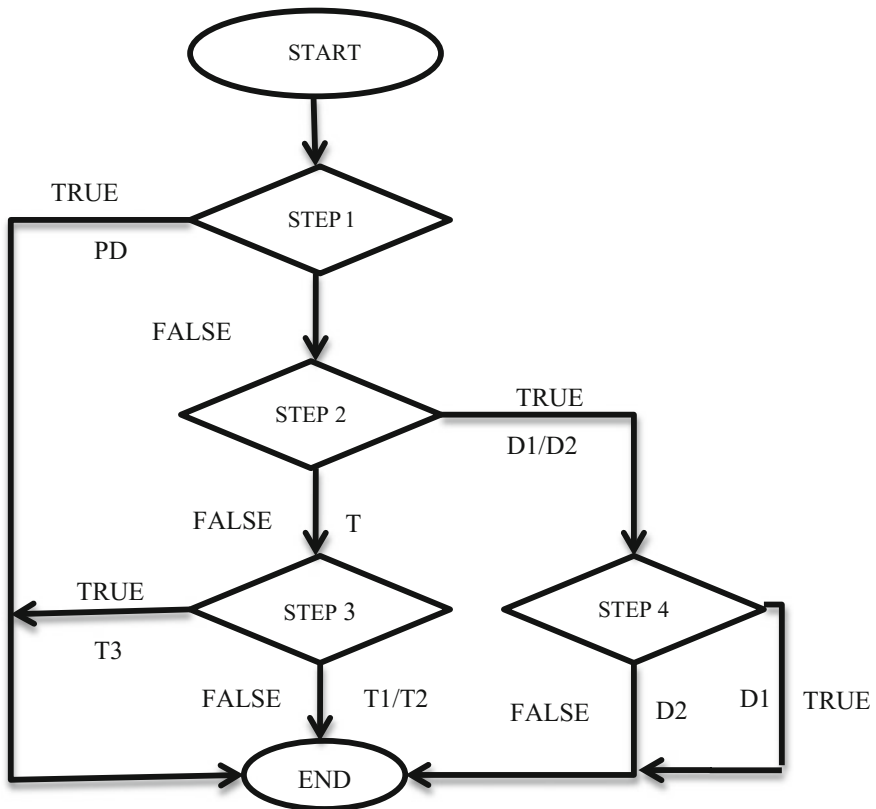 START
TRUE
STEP 1
PD
FALSE
TRUE
STEP 2
D1/D2
FALSE T
TRUE
STEP 3
STEP 4
T3
FALSE T1/T2
FALSE D2
D1 TRUE
END